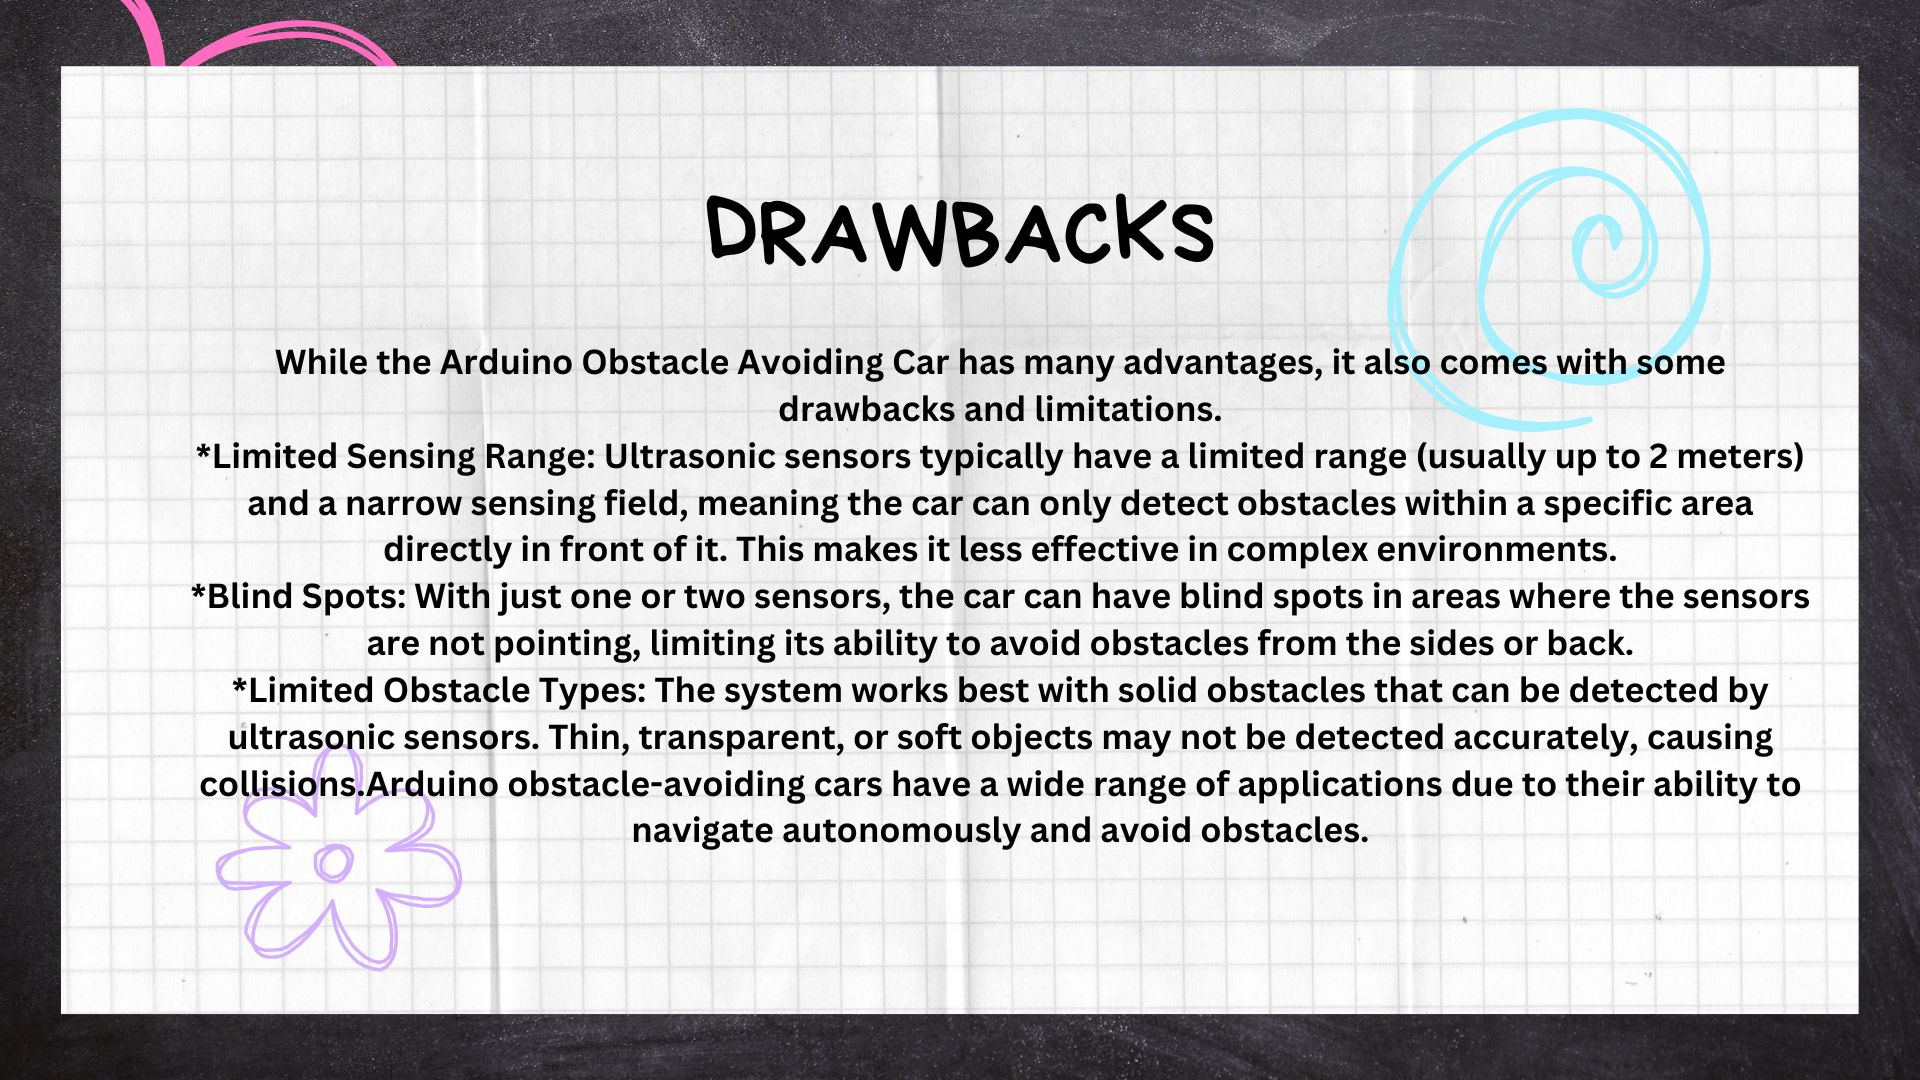 DRAWBACKS
While the Arduino Obstacle Avoiding Car has many advantages, it also comes with some
drawbacks and limitations.
*Limited Sensing Range: Ultrasonic sensors typically have a limited range (usually up to 2 meters)
and a narrow sensing field, meaning the car can only detect obstacles within a specific area
directly in front of it. This makes it less effective in complex environments.
*Blind Spots: With just one or two sensors, the car can have blind spots in areas where the sensors
are not pointing, limiting its ability to avoid obstacles from the sides or back.
*Limited Obstacle Types: The system works best with solid obstacles that can be detected by
ultrasonic sensors. Thin, transparent, or soft objects may not be detected accurately, causing
collisions.Arduino obstacle-avoiding cars have a wide range of applications due to their ability to
navigate autonomously and avoid obstacles.